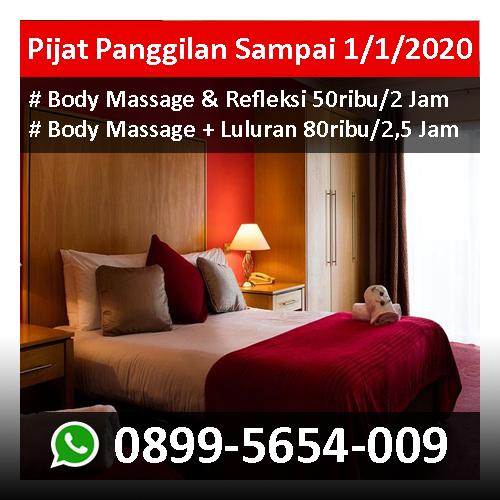 Pijat Panggilan Sampai 1/1/2020
# Body Massage & Refleksi 50ribu/2 Jam
# Body Massage + Luluran 80ribu/2,5 Jam
0899-5654-009